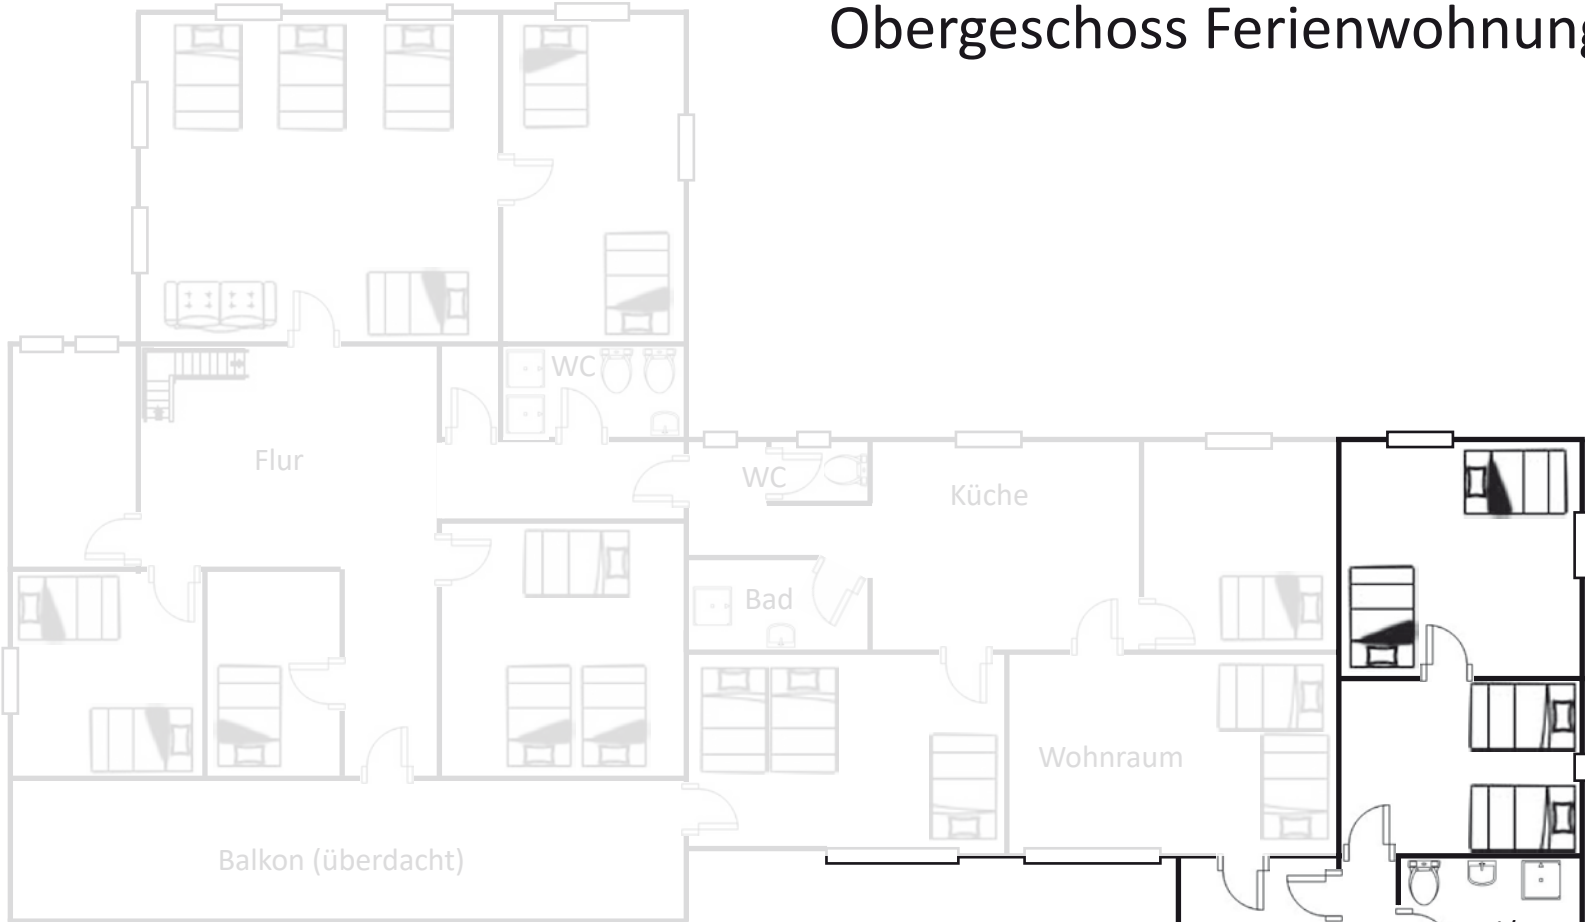 Obergeschoss Ferienwohnung
WC
Flur
WC
Küche
Bad
Wohnraum
Balkon (überdacht)